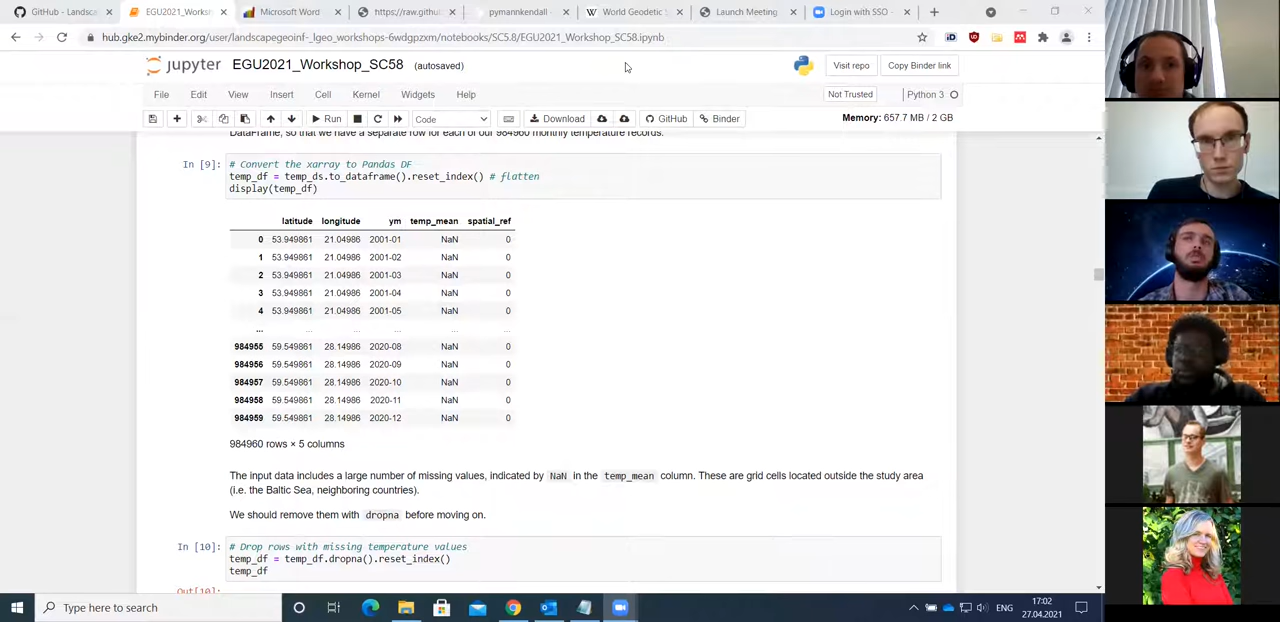 GitHub - Landsca
EGU2021_Works
Microsoft Word
https://raw.githu
pymannkendall
World Geodetic S
Launch Meeting
Login with SSO -
hub.gke2.mybinder.org/user/landscapegeoinf-_lgeo_workshops-6wdgpzxm/notebooks/SC5.8/EGU2021_Workshop_SC58.ipynb
jupyter EGU2021_Workshop_SC58 (autosaved)
Visit repo Copy Binder link
File Edit View Insert Cell Kernel Widgets Help
Not Trusted Python 3
Run Code Download GitHub Binder
Memory: 657.7 MB / 2 GB
DataFrame, so that we have a separate row for each of our 984960 monthly temperature records.
In [9]: # Convert the xarray to Pandas DF
temp_df = temp_ds.to_dataframe().reset_index() # flatten
display(temp_df)
latitude longitude ym temp_mean spatial_ref
0 53.949861 21.04986 2001-01 NaN 0
1 53.949861 21.04986 2001-02 NaN 0
2 53.949861 21.04986 2001-03 NaN 0
3 53.949861 21.04986 2001-04 NaN 0
4 53.949861 21.04986 2001-05 NaN 0
... ... ... ... ... ...
984955 59.549861 28.14986 2020-08 NaN 0
984956 59.549861 28.14986 2020-09 NaN 0
984957 59.549861 28.14986 2020-10 NaN 0
984958 59.549861 28.14986 2020-11 NaN 0
984959 59.549861 28.14986 2020-12 NaN 0
984960 rows × 5 columns
The input data includes a large number of missing values, indicated by NaN in the temp_mean column. These are grid cells located outside the study area
(i.e. the Baltic Sea, neighboring countries).
We should remove them with dropna before moving on.
In [10]: # Drop rows with missing temperature values
temp_df = temp_df.dropna().reset_index()
temp_df
Out[10]
Type here to search
ENG
17:02
27.04.2021